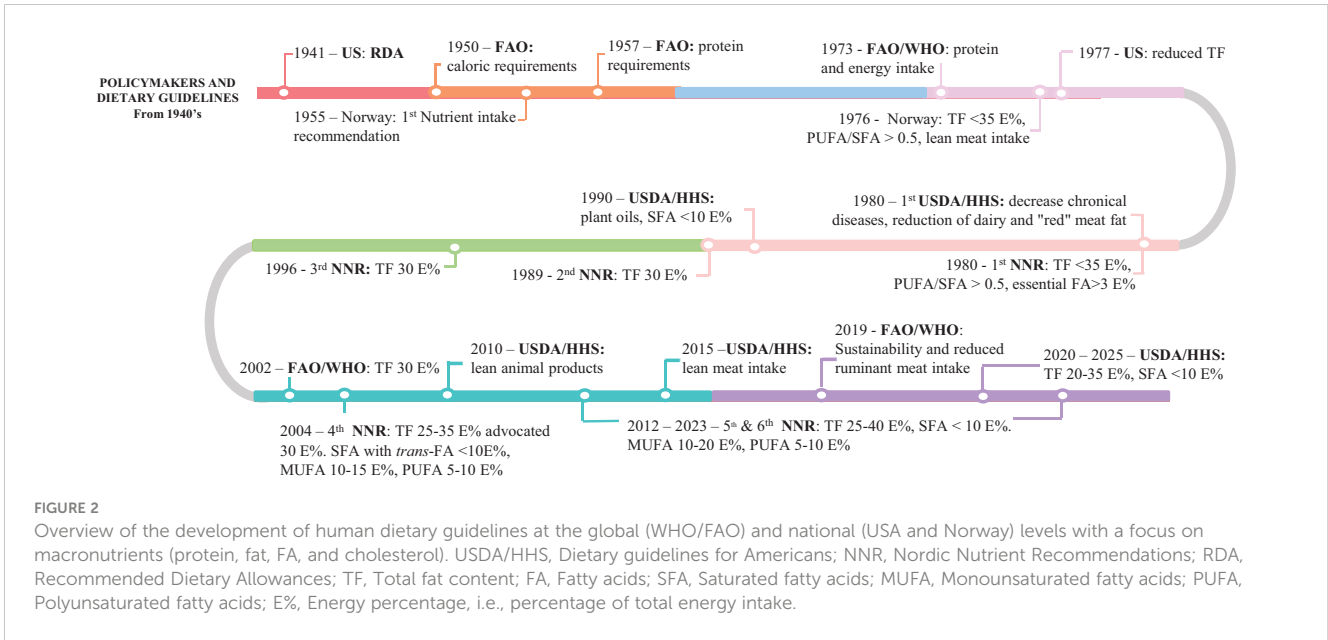 POLICYMAKERS AND
DIETARY GUIDELINES
From 1940's
1941 – US: RDA
1950 – FAO:
caloric requirements
1957 – FAO: protein
requirements
1973 - FAO/WHO: protein
and energy intake
1977 - US: reduced TF
1955 – Norway: 1st Nutrient intake
recommendation
1976 - Norway: TF <35 E%,
PUFA/SFA > 0.5, lean meat intake
1990 – USDA/HHS:
plant oils, SFA <10 E%
1980 – 1st USDA/HHS: decrease chronical
diseases, reduction of dairy and "red" meat fat
1996 - 3rd NNR: TF 30 E%
1989 - 2nd NNR: TF 30 E%
1980 - 1st NNR: TF <35 E%,
PUFA/SFA > 0.5, essential FA>3 E%
2002 – FAO/WHO: TF 30 E%
2010 – USDA/HHS:
lean animal products
2015 –USDA/HHS:
lean meat intake
2019 - FAO/WHO:
Sustainability and reduced
ruminant meat intake
2020 – 2025 – USDA/HHS:
TF 20-35 E%, SFA <10 E%
2004 – 4th NNR: TF 25-35 E% advocated
30 E%. SFA with trans-FA <10E%,
MUFA 10-15 E%, PUFA 5-10 E%
2012 – 2023 – 5th & 6th NNR: TF 25-40 E%, SFA < 10 E%.
MUFA 10-20 E%, PUFA 5-10 E%
FIGURE 2
Overview of the development of human dietary guidelines at the global (WHO/FAO) and national (USA and Norway) levels with a focus on
macronutrients (protein, fat, FA, and cholesterol). USDA/HHS, Dietary guidelines for Americans; NNR, Nordic Nutrient Recommendations; RDA,
Recommended Dietary Allowances; TF, Total fat content; FA, Fatty acids; SFA, Saturated fatty acids; MUFA, Monounsaturated fatty acids; PUFA,
Polyunsaturated fatty acids; E%, Energy percentage, i.e., percentage of total energy intake.